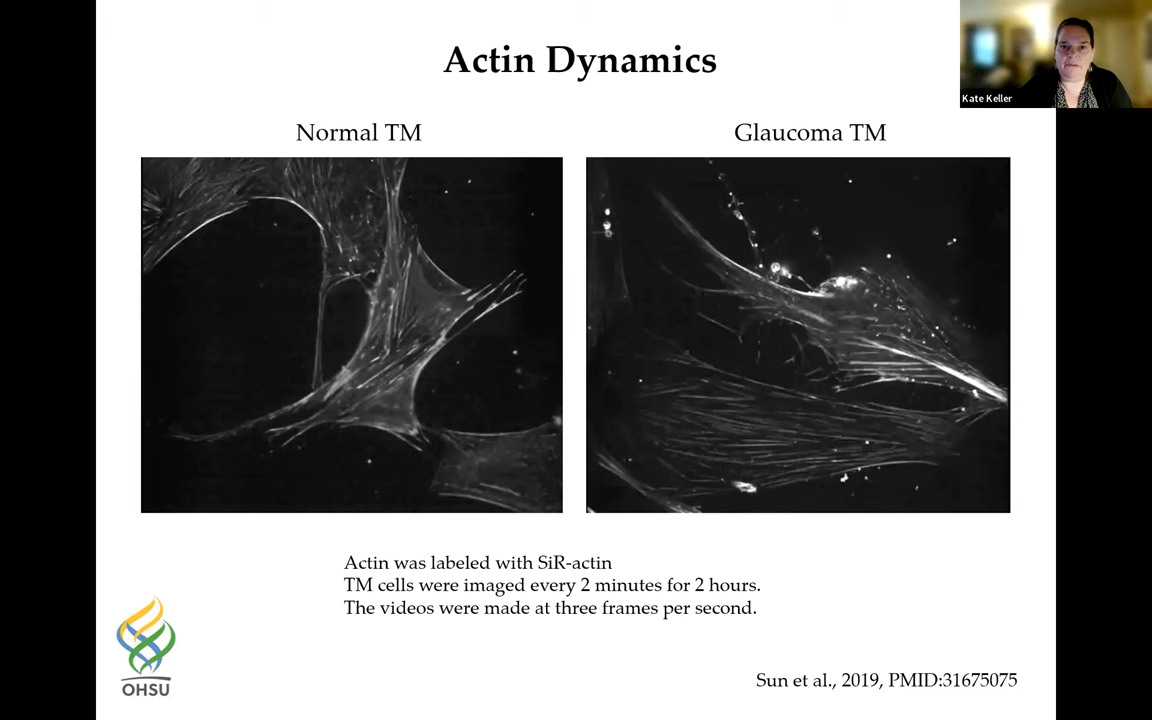 Actin Dynamics
Kate Keller
Normal TM
Glaucoma TM
Actin was labeled with SiR-actin
TM cells were imaged every 2 minutes for 2 hours.
The videos were made at three frames per second.
OHSU
Sun et al., 2019, PMID:31675075